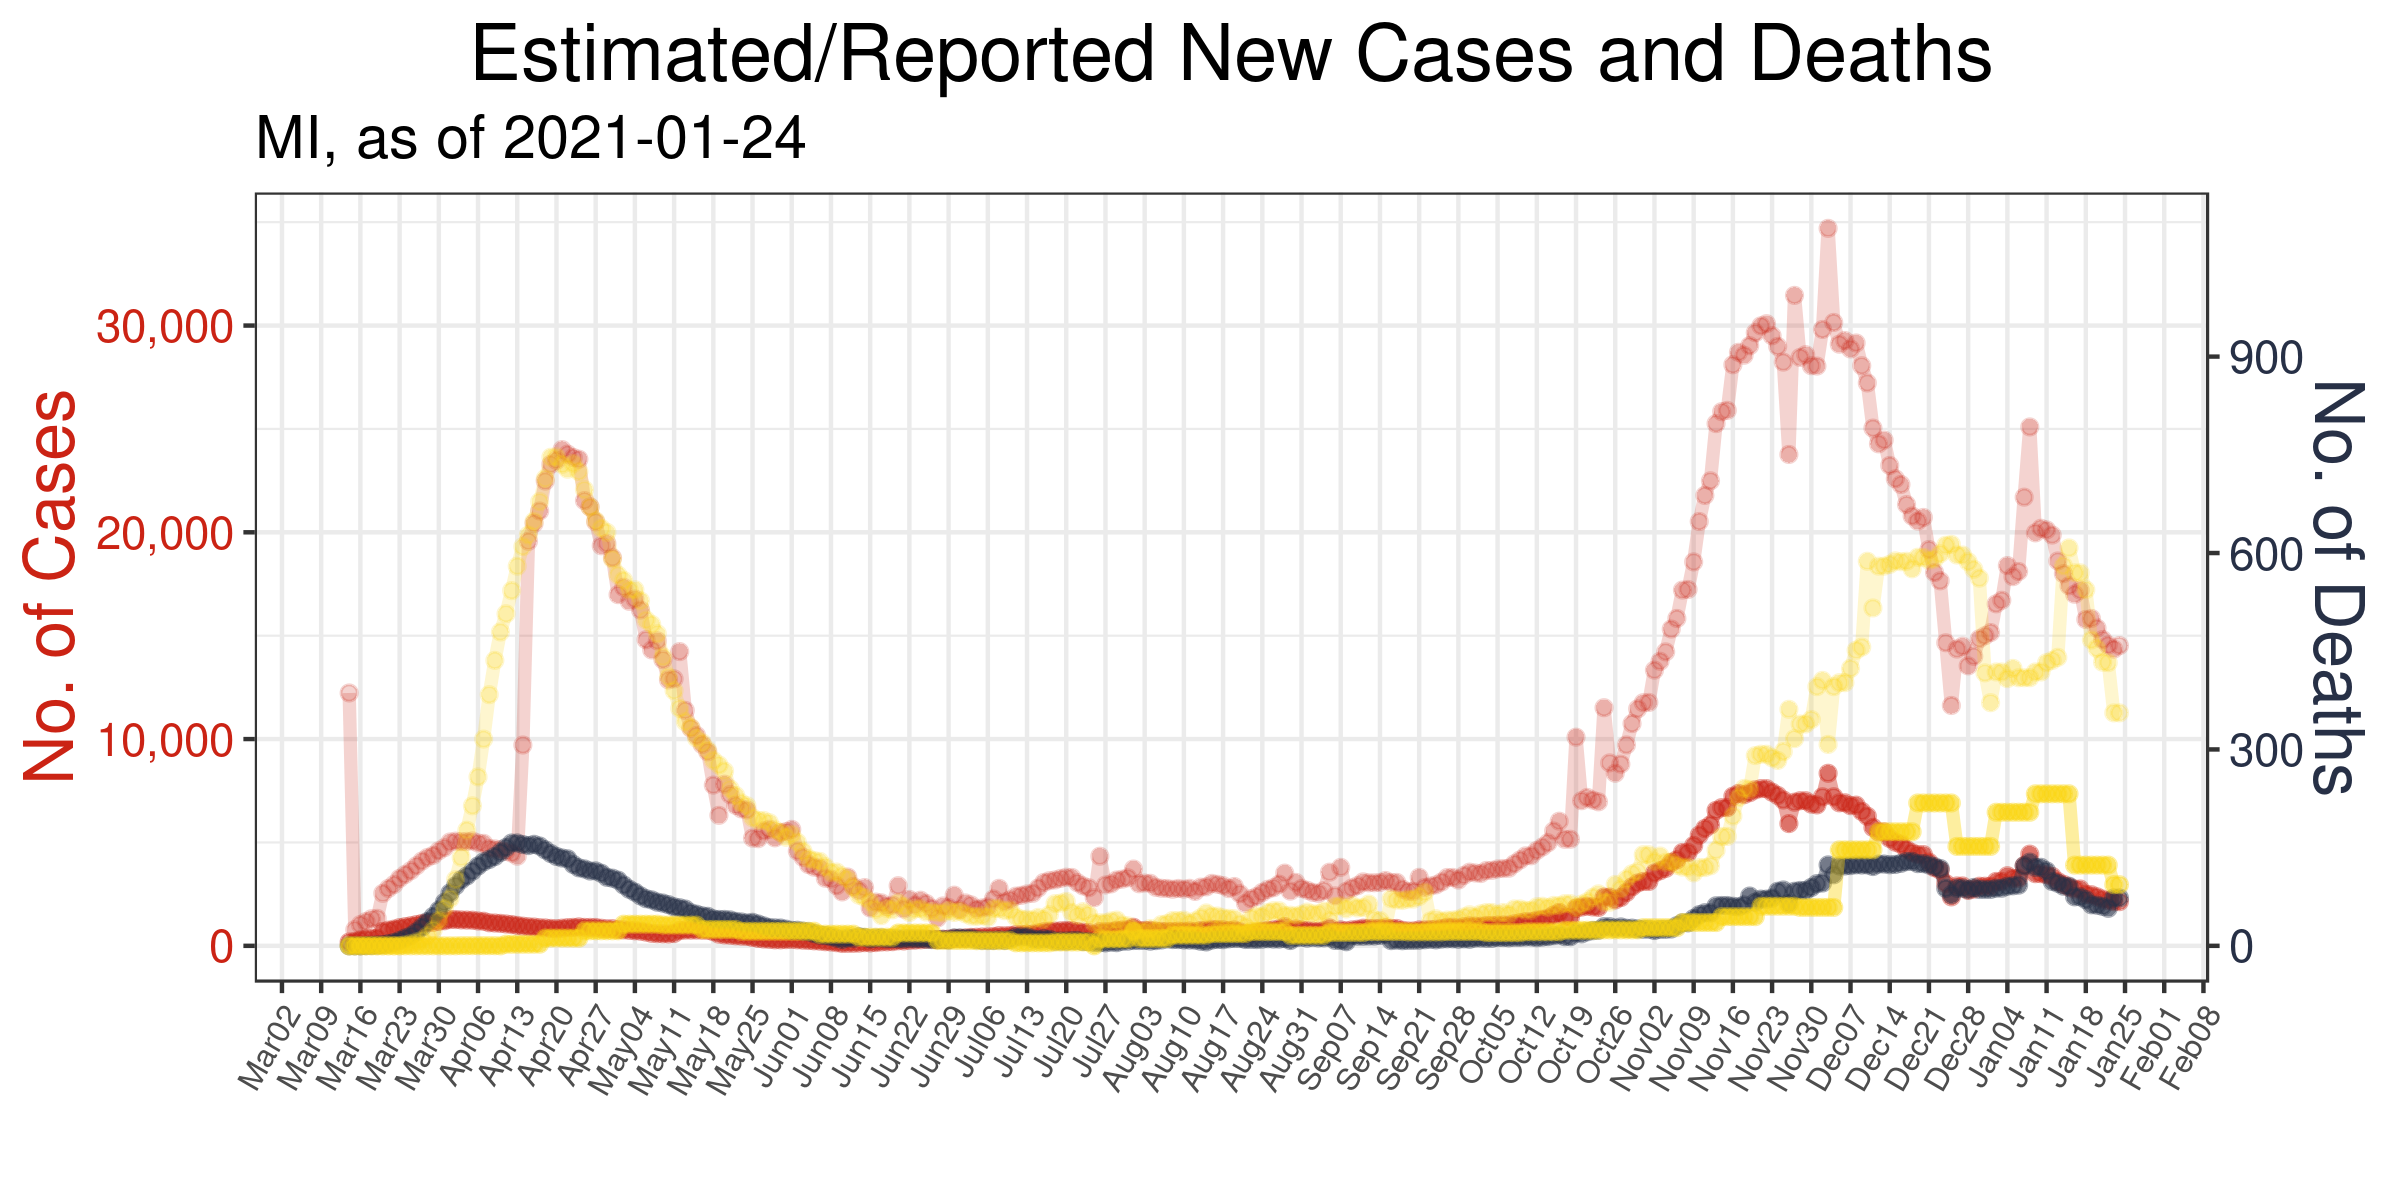 Estimated/Reported New Cases and Deaths
MI, as of 2021-01-24
No. of Cases
30,000
20,000
10,000
0
900
600
300
0
No. of Deaths
Mar02
Mar09
Mar16
Mar23
Mar30
Apr06
Apr13
Apr20
Apr27
May04
May11
May18
May25
Jun01
Jun08
Jun15
Jun22
Jun29
Jul06
Jul13
Jul20
Jul27
Aug03
Aug10
Aug17
Aug24
Aug31
Sep07
Sep14
Sep21
Sep28
Oct05
Oct12
Oct19
Oct26
Nov02
Nov09
Nov16
Nov23
Nov30
Dec07
Dec14
Dec21
Dec28
Jan04
Jan11
Jan18
Jan25
Feb01
Feb08